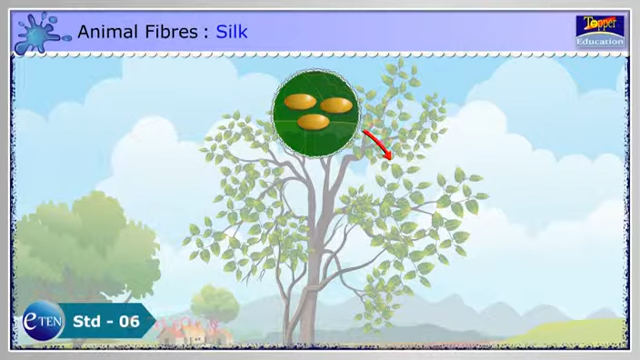 Animal Fibres : Silk
Topper
Education
eTEN
Std - 06